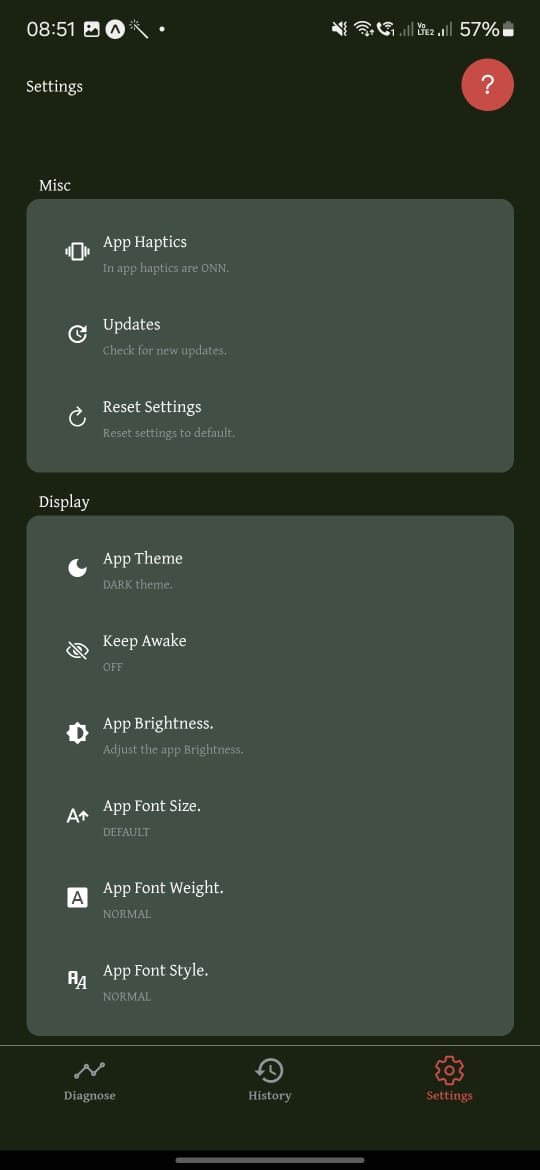 08:51
Vo
LTE2
57%
Settings
?
Misc
App Haptics
In app haptics are ONN.
Updates
Check for new updates.
Reset Settings
Reset settings to default.
Display
App Theme
DARK theme.
Keep Awake
OFF
App Brightness.
Adjust the app Brightness.
App Font Size.
DEFAULT
App Font Weight.
NORMAL
App Font Style.
NORMAL
Diagnose
History
Settings